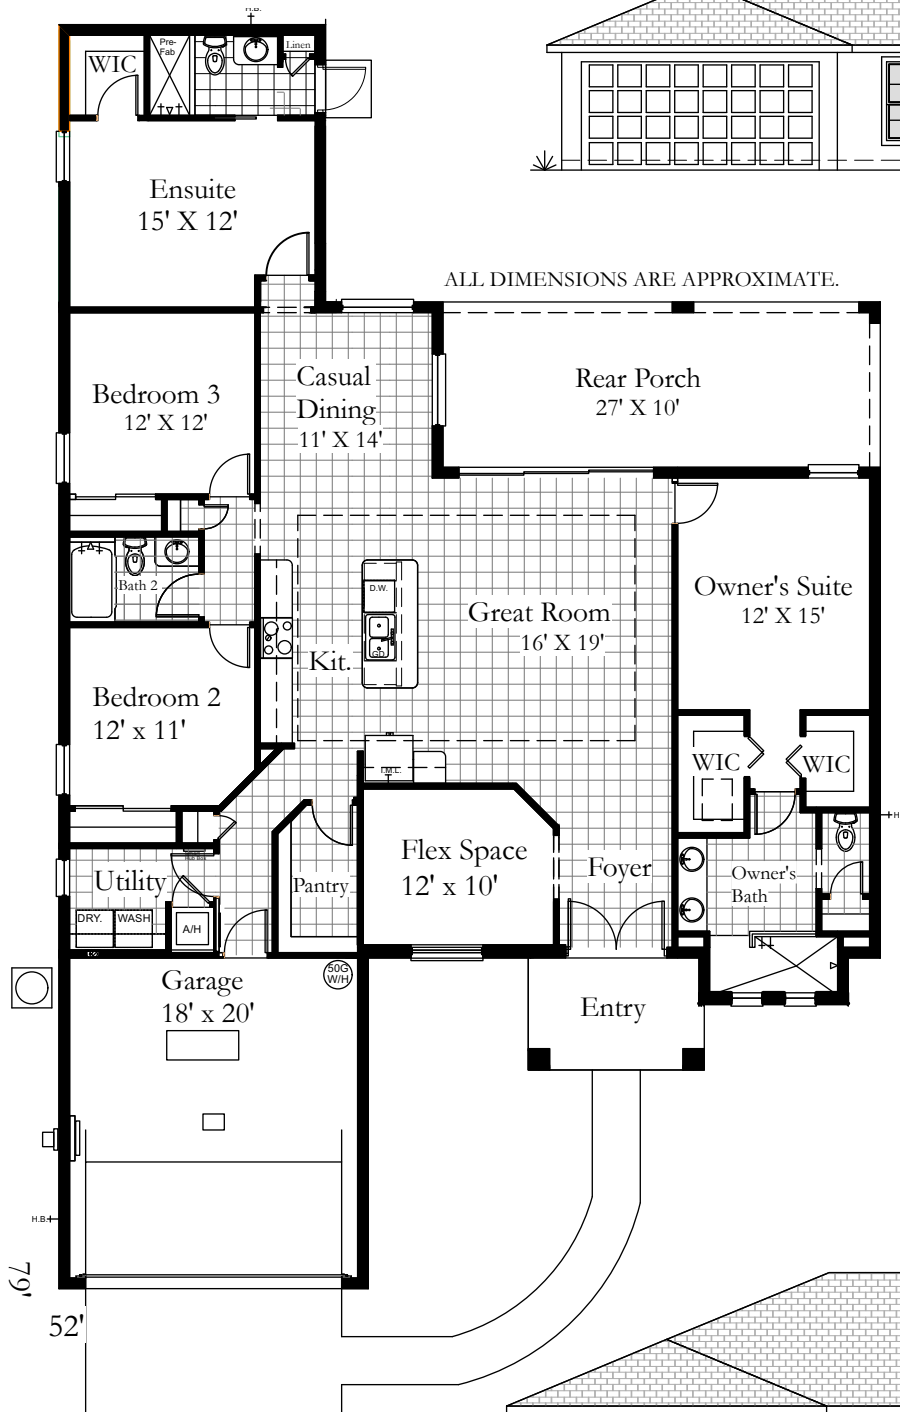 H.B.
WIC
Pre-
Fab
Linen
Ensuite
15' X 12'
ALL DIMENSIONS ARE APPROXIMATE.
Bedroom 3
12' X 12'
Casual
Dining
11' X 14'
Rear Porch
27' X 10'
Bath 2
D.W.
GD
Kit.
Great Room
16' X 19'
Owner's Suite
12' X 15'
Bedroom 2
12' x 11'
WIC
WIC
I.M.L.
H
Utility
DRY.
WASH
A/H
Pantry
Flex Space
12' x 10'
Foyer
Owner's
Bath
Garage
18' x 20'
50G
W/H
Entry
H.B.
79'
52'